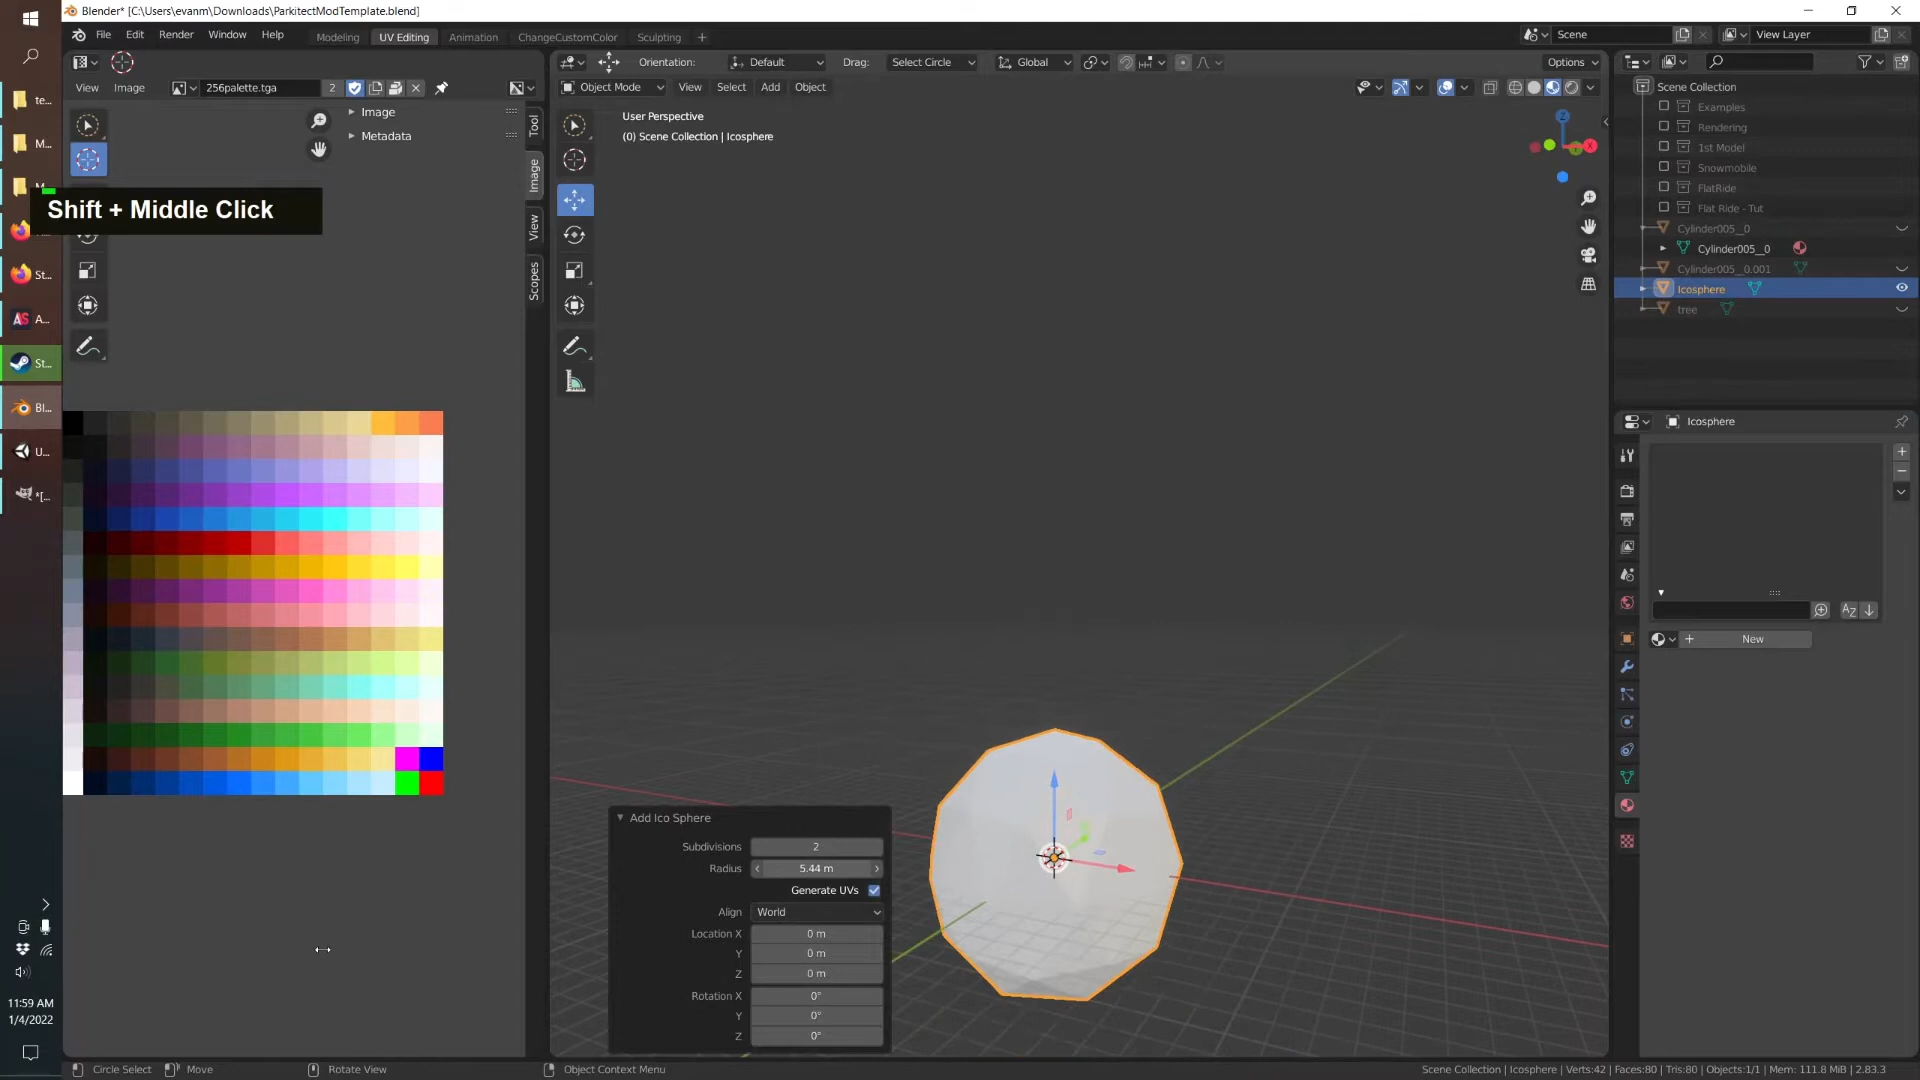 Blender* [C:\Users\evanm\Downloads\ParkitectModTemplate.blend]
File Edit Render Window Help
Modeling UV Editing Animation ChangeCustomColor Sculpting +
Scene
View Layer
Orientation: Default Drag: Select Circle Global
Options
View Image 256palette.tga 2
Object Mode View Select Add Object
Image
Metadata
Tool
Image
View
Scopes
Shift + Middle Click
User Perspective
(0) Scene Collection | Icosphere
Z
X
Scene Collection
Examples
Rendering
1st Model
Snowmobile
FlatRide
Flat Ride - Tut
Cylinder005__0
Cylinder005__0
Cylinder005__0.001
Icosphere
tree
Icosphere
New
te...
M...
St...
A...
St...
Bl...
U...
*[...
Add Ico Sphere
Subdivisions 2
Radius 5.44 m
Generate UVs
Align World
Location X 0 m
Y 0 m
Z 0 m
Rotation X 0°
Y 0°
Z 0°
11:59 AM
1/4/2022
Circle Select Move Rotate View Object Context Menu
Scene Collection | Icosphere | Verts:42 | Faces:80 | Tris:80 | Objects:1/1 | Mem: 111.8 MiB | 2.83.3